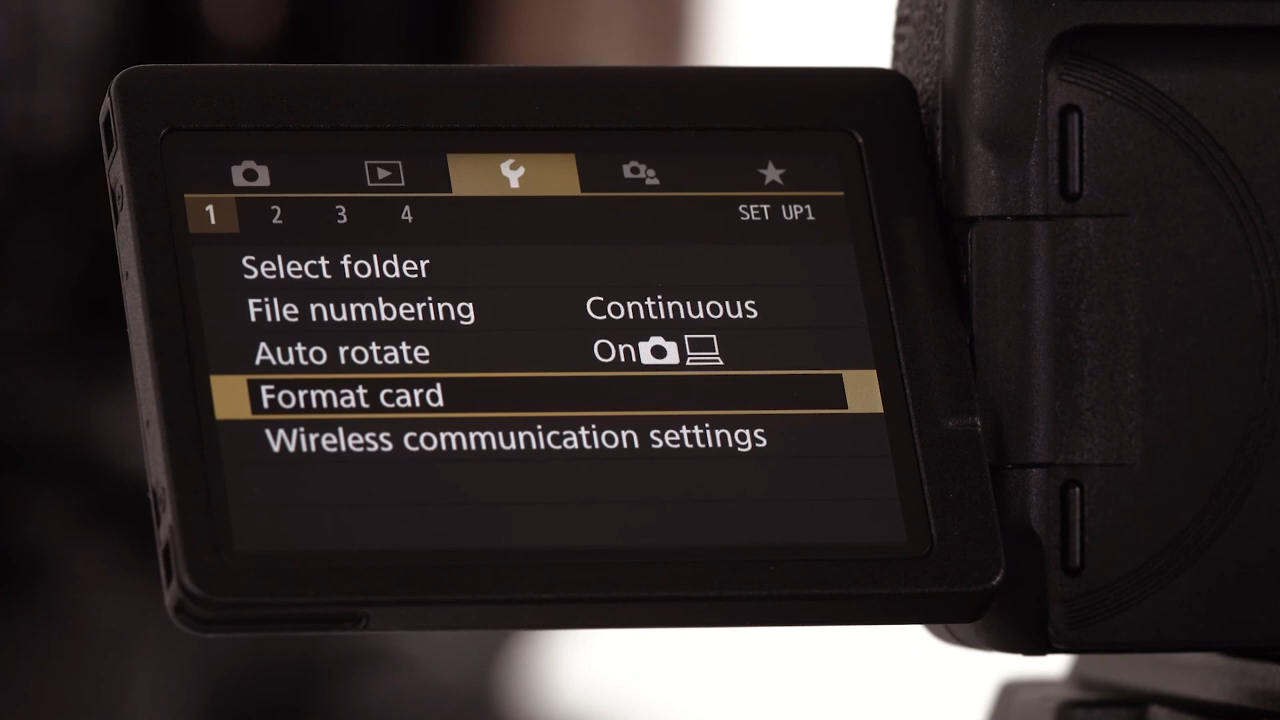 1 2 3 4 SET UP1
Select folder
File numbering Continuous
Auto rotate On
Format card
Wireless communication settings